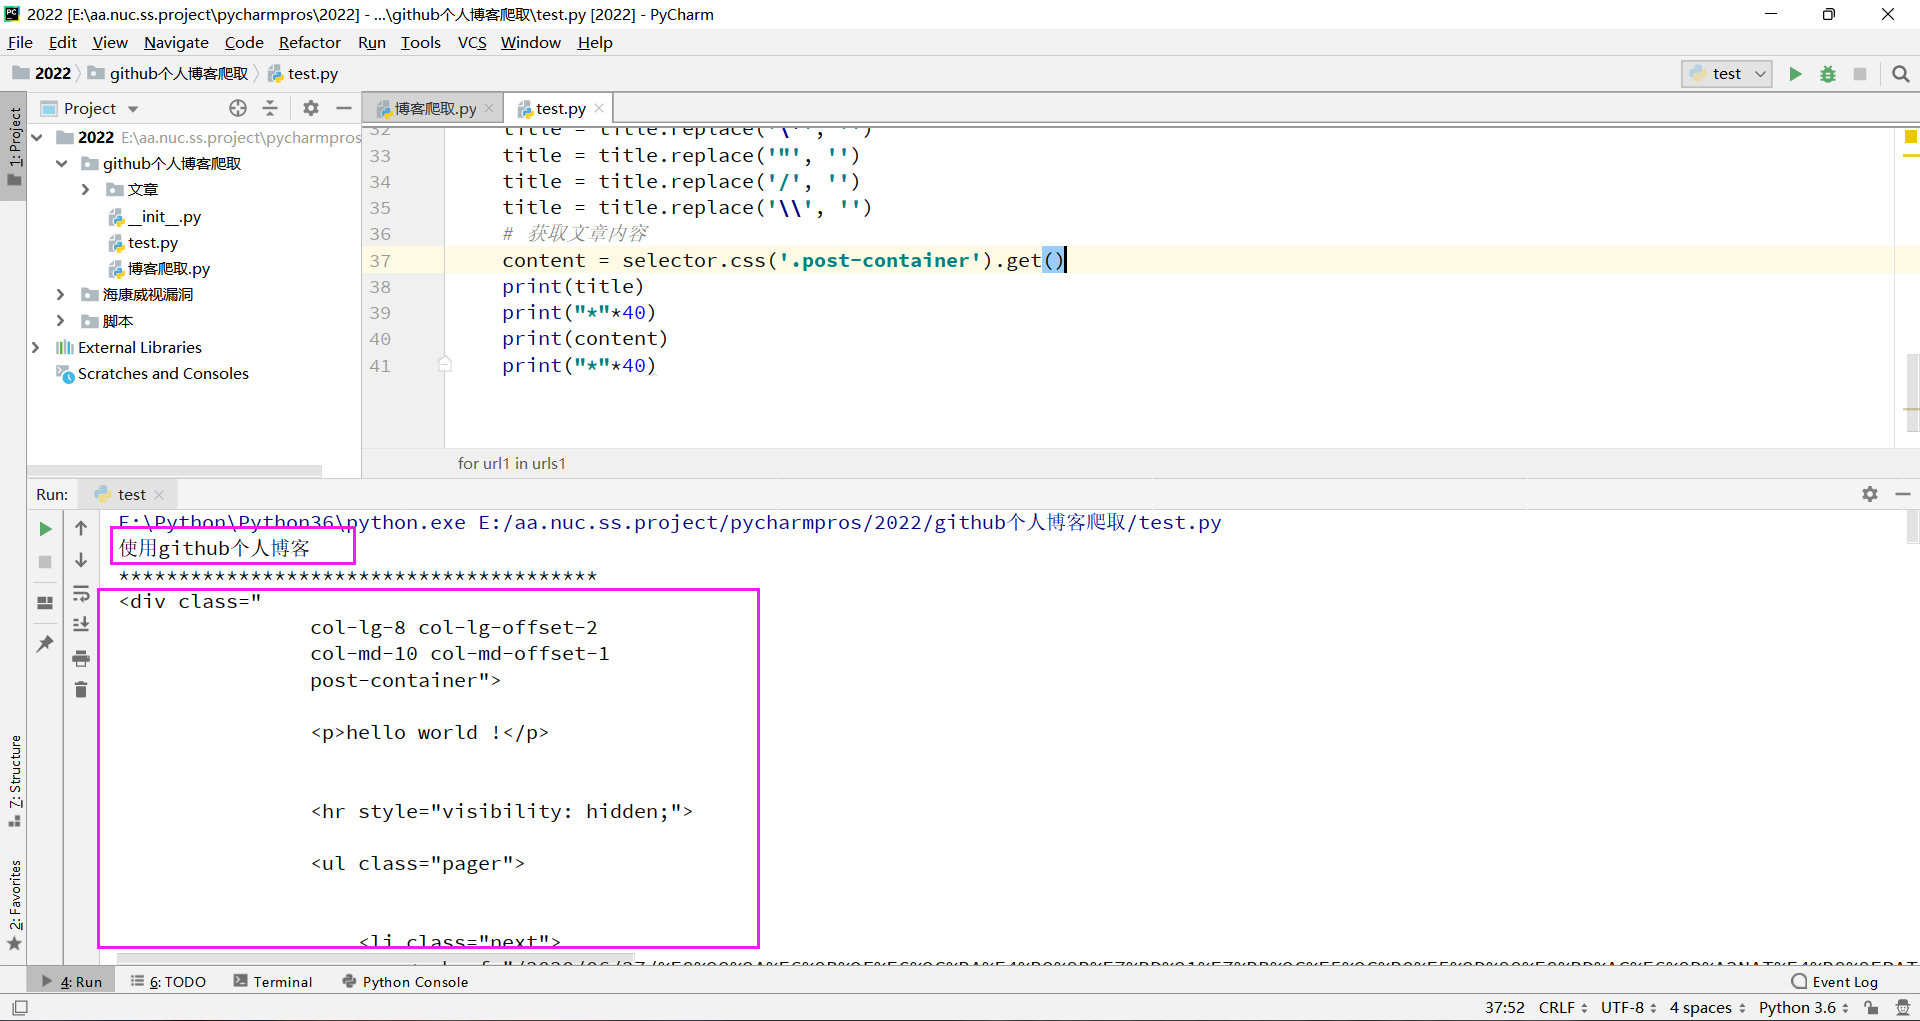 2022 [E:\aa.nuc.ss.project\pycharmpros\2022] - ...\github个人博客爬取\test.py [2022] - PyCharm
File Edit View Navigate Code Refactor Run Tools VCS Window Help
2022 github个人博客爬取 test.py test
1: Project
Project
2022 E:\aa.nuc.ss.project\pycharmpros
github个人博客爬取
文章
__init__.py
test.py
博客爬取.py
海康威视漏洞
脚本
External Libraries
Scratches and Consoles
博客爬取.py test.py
32 title = title.replace('\'', '')
33 title = title.replace('"', '')
34 title = title.replace('/', '')
35 title = title.replace('\\', '')
36 # 获取文章内容
37 content = selector.css('.post-container').get()
38 print(title)
39 print("*"*40)
40 print(content)
41 print("*"*40)
for url1 in urls1
Run: test
E:\Python\Python36\python.exe E:/aa.nuc.ss.project/pycharmpros/2022/github个人博客爬取/test.py
使用github个人博客
****************************************
<div class="
col-lg-8 col-lg-offset-2
col-md-10 col-md-offset-1
post-container">
<p>hello world !</p>
<hr style="visibility: hidden;">
<ul class="pager">
<li class="next">
7: Structure
2: Favorites
4: Run 6: TODO Terminal Python Console Event Log
37:52 CRLF UTF-8 4 spaces Python 3.6